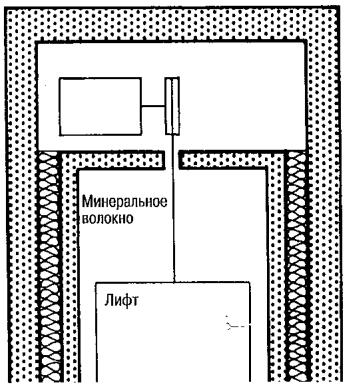 Минеральное
волокно
Лифт